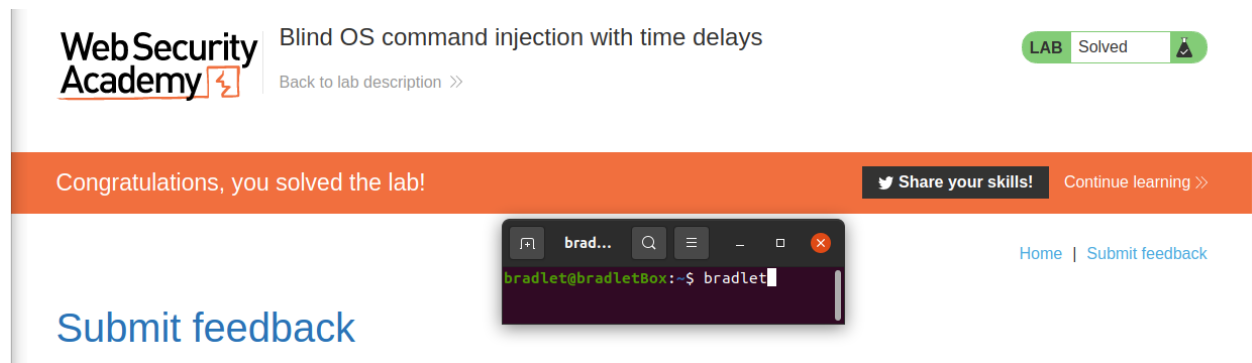 Web Security
Academy
Blind OS command injection with time delays
Back to lab description
LAB Solved
Congratulations, you solved the lab!
Share your skills!
Continue learning
brad...
bradlet@bradletBox:~$ bradlet
Home | Submit feedback
Submit feedback